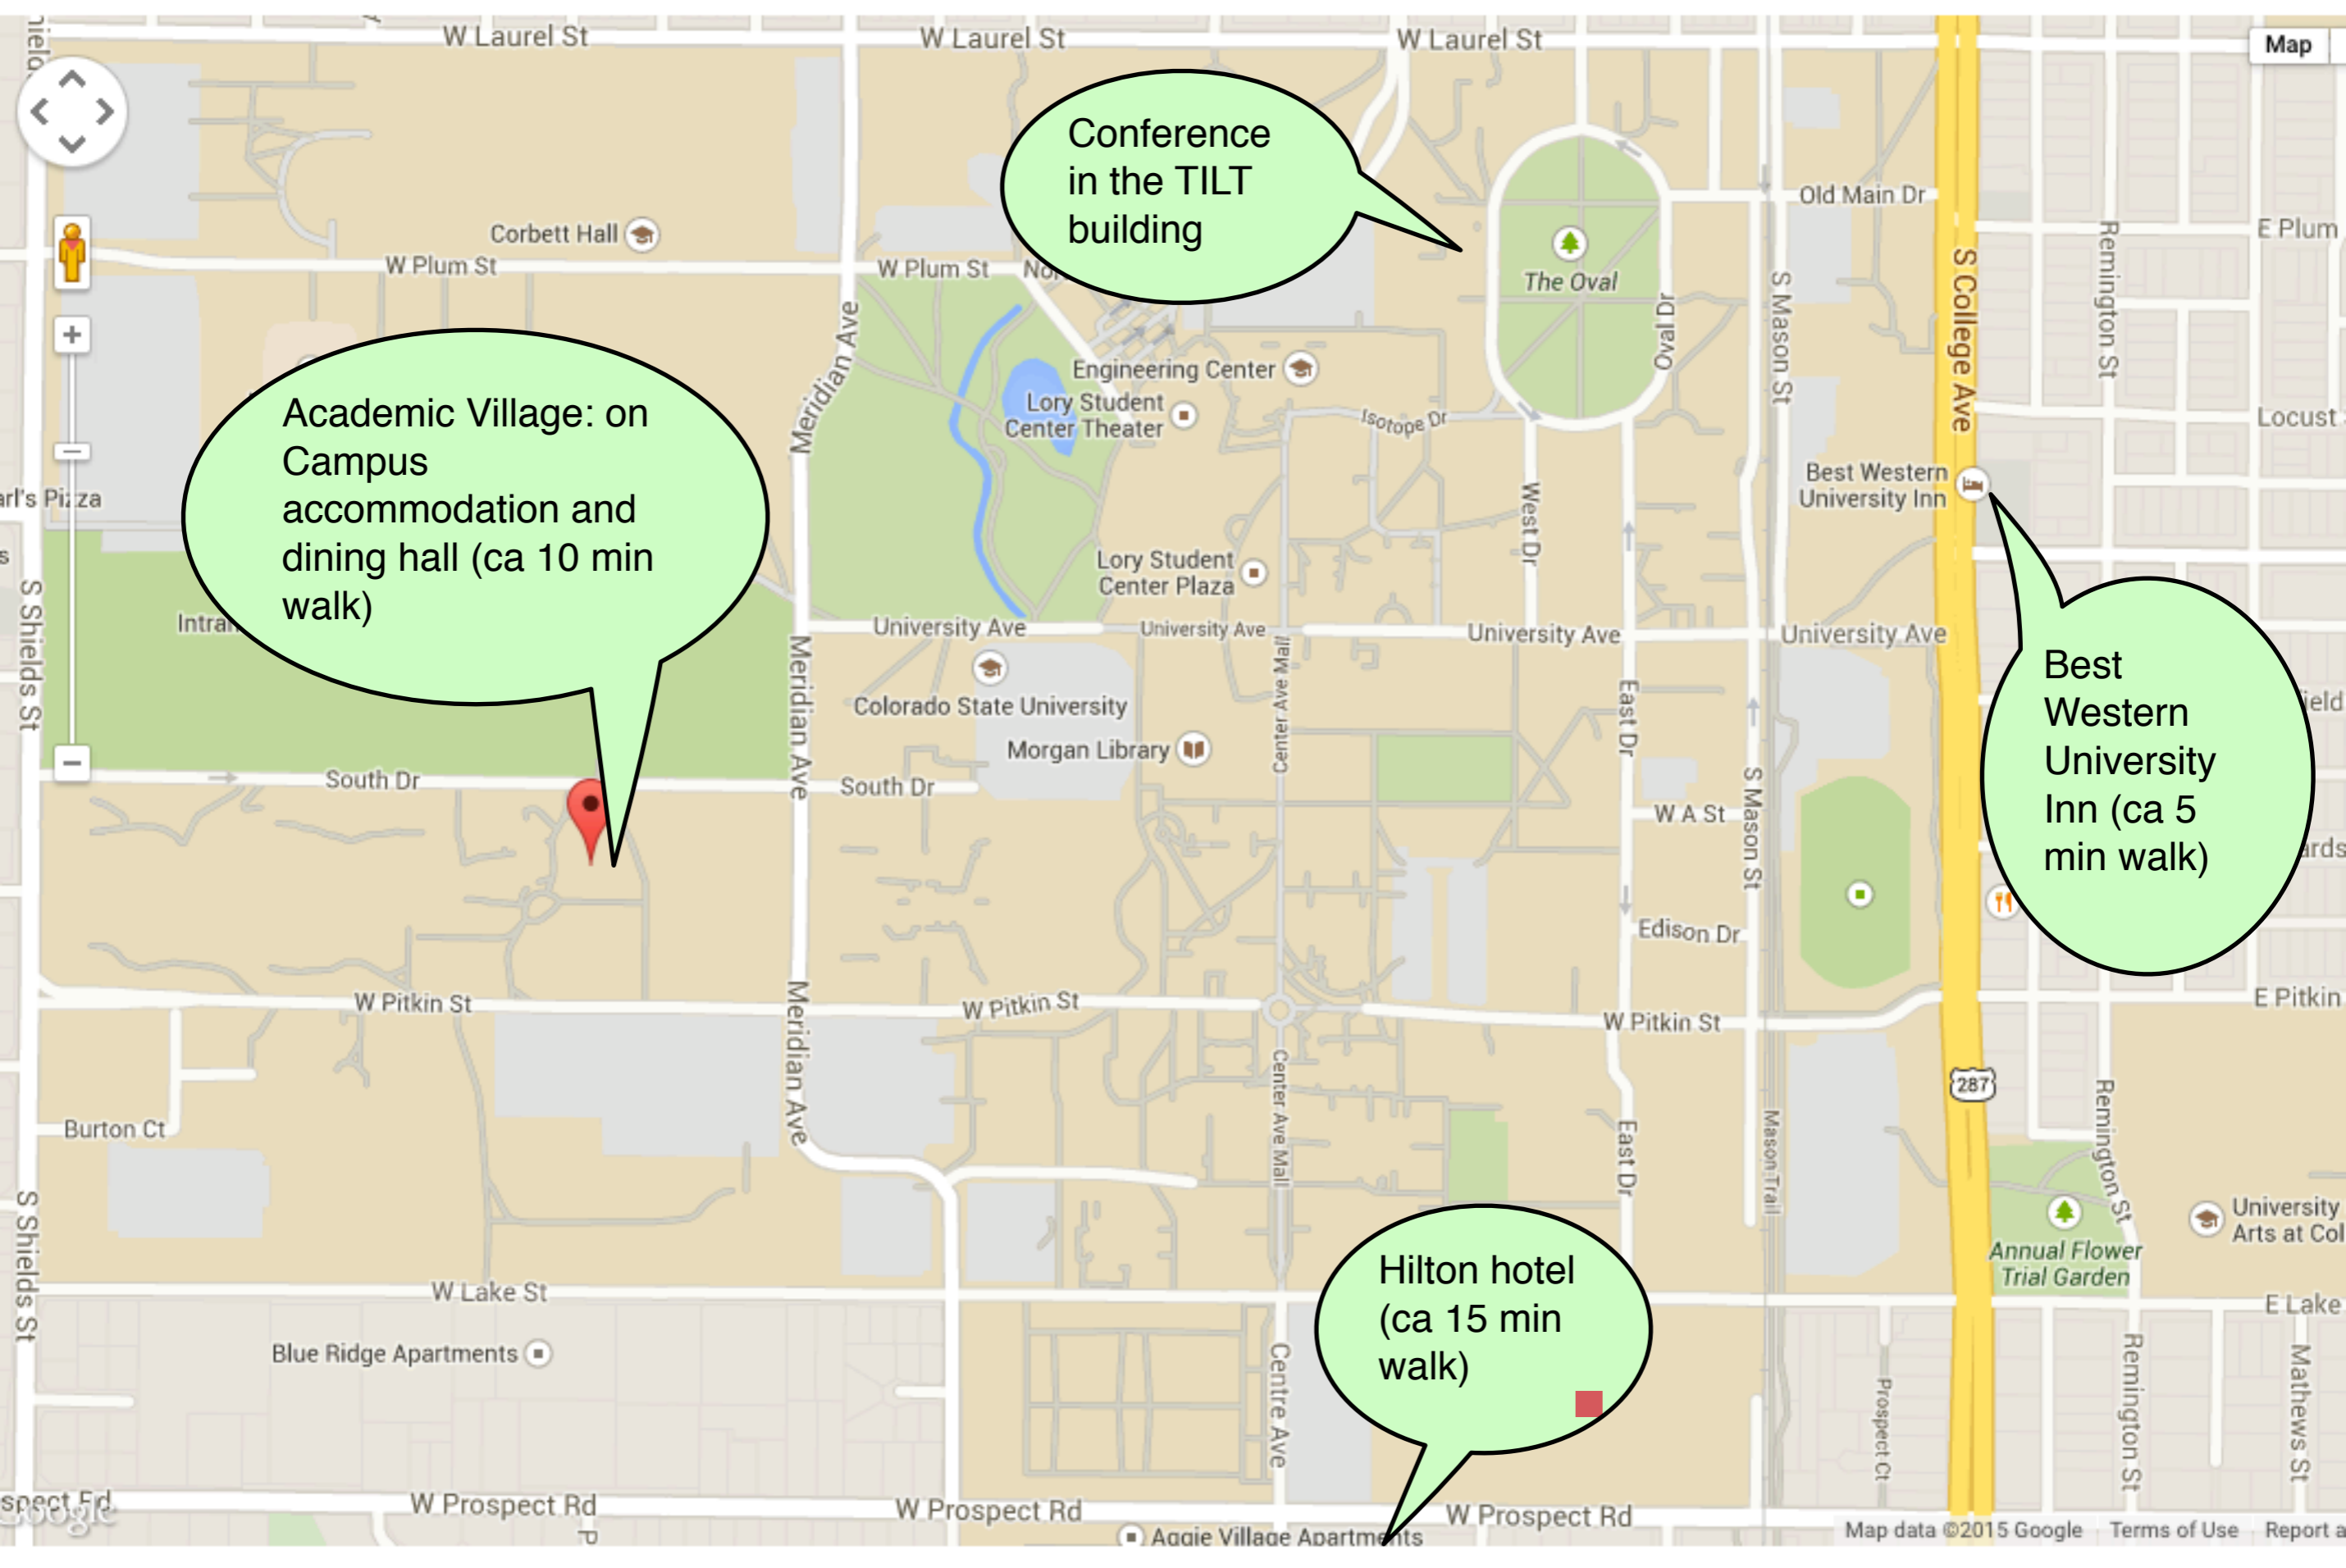 W Laurel St
W Laurel St
W Laurel St
Map
Conference
in the TILT
building
Old Main Dr
E Plum
Corbett Hall
W Plum St
W Plum St
The Oval
Oval Dr
S Mason St
S College Ave
Remington St
Meridian Ave
Engineering Center
Lory Student
Center Theater
Isotope Dr
Locust
Academic Village: on
Campus
accommodation and
dining hall (ca 10 min
walk)
Best Western
University Inn
West Dr
Lory Student
Center Plaza
S Shields St
University Ave
University Ave
University Ave
University Ave
Meridian Ave
Center Ave Mall
East Dr
Colorado State University
Morgan Library
Best
Western
University
Inn (ca 5
min walk)
South Dr
South Dr
W A St
S Mason St
Edison Dr
W Pitkin St
W Pitkin St
W Pitkin St
E Pitkin
Meridian Ave
Center Ave Mall
287
Burton Ct
East Dr
Mason Trail
Remington St
University
Arts at Col
Annual Flower
Trial Garden
S Shields St
Hilton hotel
(ca 15 min
walk)
W Lake St
E Lake
Blue Ridge Apartments
Centre Ave
Prospect Ct
Remington St
Mathews St
Google
W Prospect Rd
W Prospect Rd
W Prospect Rd
Aggie Village Apartments
Map data ©2015 Google
Terms of Use
Report a